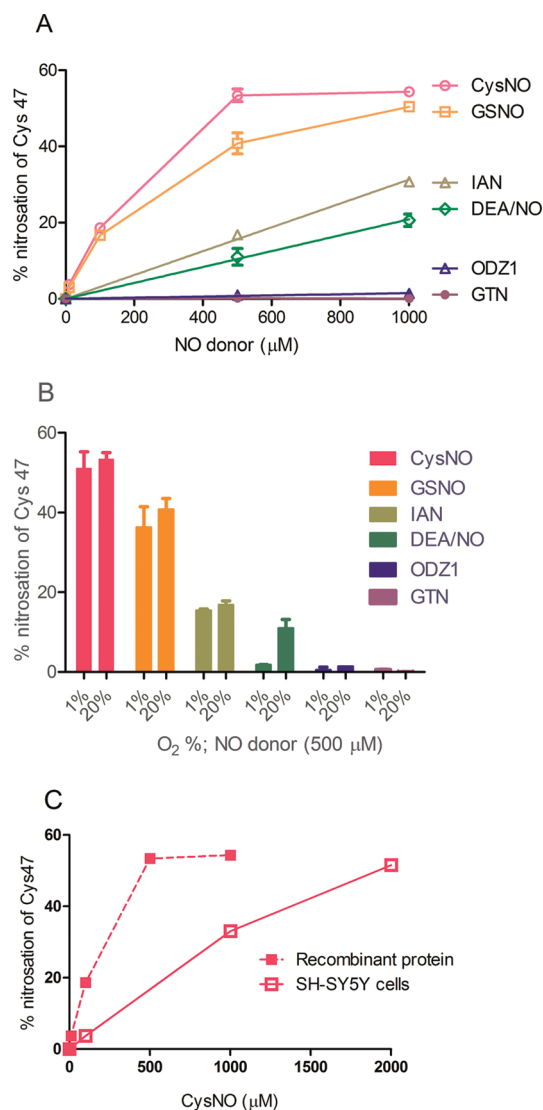 A
% nitrosation of Cys 47
60
40
20
0
0 200 400 600 800 1000
NO donor (μM)
CysNO
GSNO
IAN
DEA/NO
ODZ1
GTN
B
% nitrosation of Cys 47
60
40
20
0
1% 20% 1% 20% 1% 20% 1% 20% 1% 20% 1% 20%
O2 %; NO donor (500 μM)
CysNO
GSNO
IAN
DEA/NO
ODZ1
GTN
C
% nitrosation of Cys47
60
40
20
0
0 500 1000 1500 2000
CysNO (μM)
Recombinant protein
SH-SY5Y cells